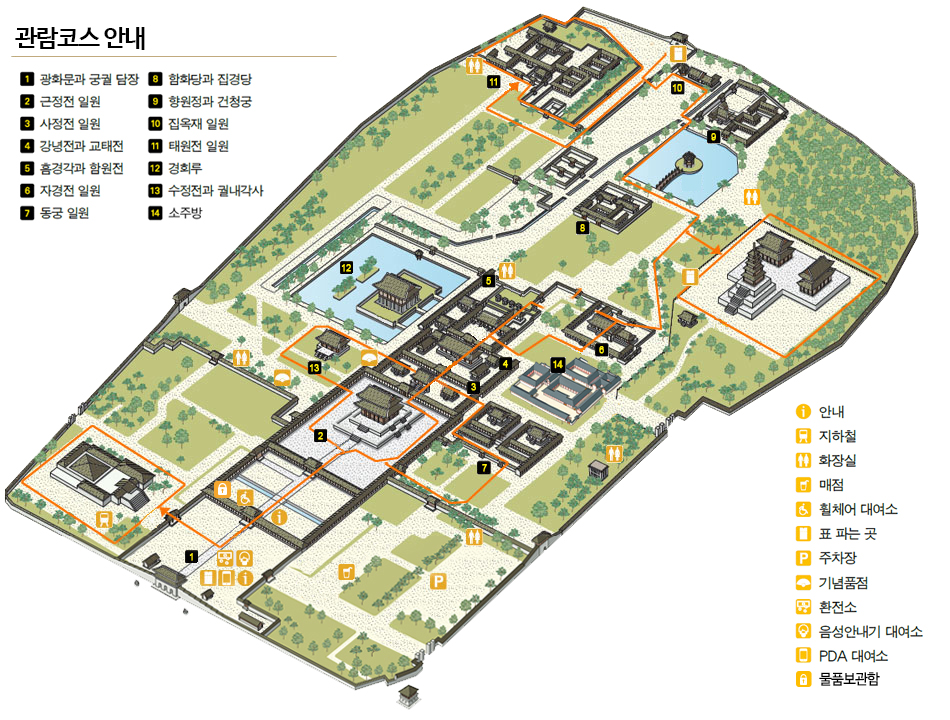 관람코스 안내
1 광화문과 궁궐 담장
2 근정전 일원
3 사정전 일원
4 강녕전과 교태전
5 흠경각과 함원전
6 자경전 일원
7 동궁 일원
8 함화당과 집경당
9 향원정과 건청궁
10 집옥재 일원
11 태원전 일원
12 경회루
13 수정전과 궐내각사
14 소주방
11
10
9
8
12
5
13
4
6
14
3
2
7
i
1
i
P
i 안내
지하철
화장실
매점
휠체어 대여소
표 파는 곳
P 주차장
기념품점
환전소
음성안내기 대여소
PDA 대여소
물품보관함